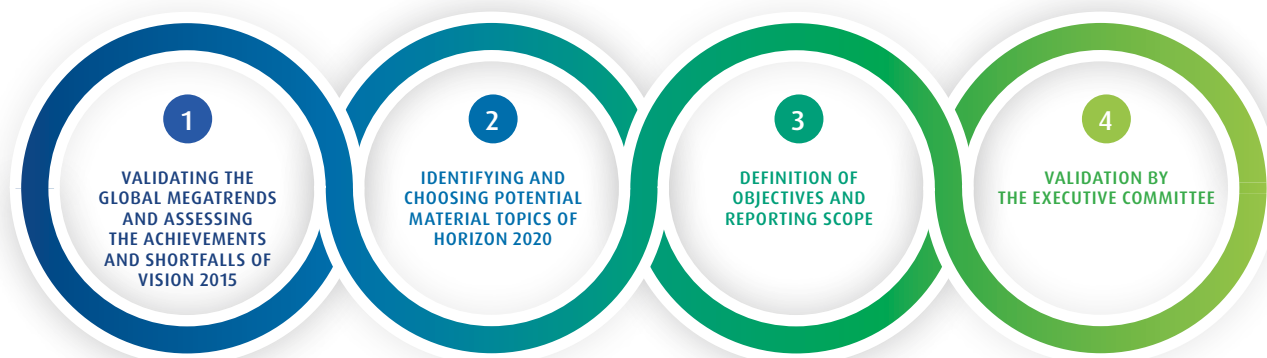 1
VALIDATING THE
GLOBAL MEGATRENDS
AND ASSESSING
THE ACHIEVEMENTS
AND SHORTFALLS OF
VISION 2015
2
IDENTIFYING AND
CHOOSING POTENTIAL
MATERIAL TOPICS OF
HORIZON 2020
3
DEFINITION OF
OBJECTIVES AND
REPORTING SCOPE
4
VALIDATION BY
THE EXECUTIVE COMMITTEE